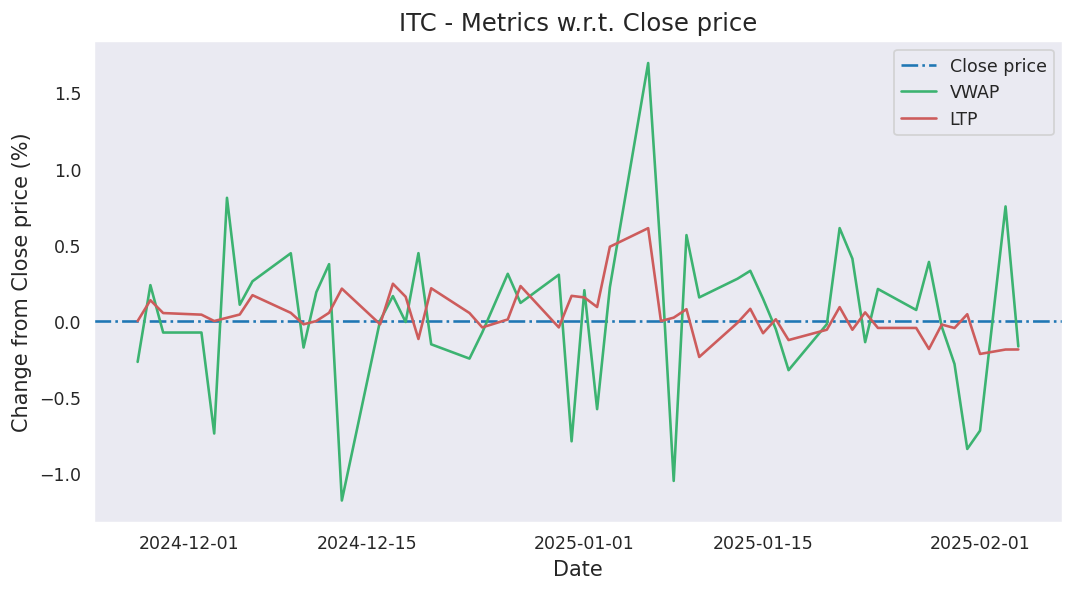 ITC - Metrics w.r.t. Close price
Close price
VWAP
LTP
Change from Close price (%)
1.5
1.0
0.5
0.0
−0.5
−1.0
2024-12-01
2024-12-15
2025-01-01
2025-01-15
2025-02-01
Date